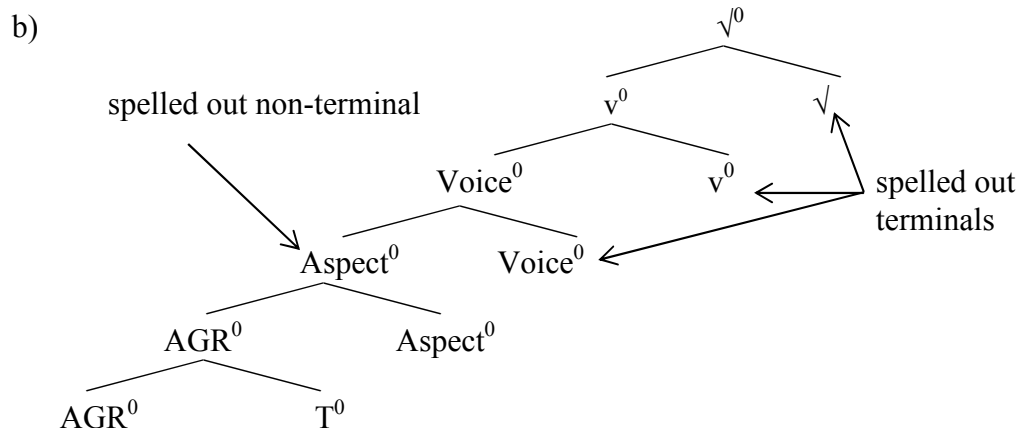 b)
√⁰
spelled out non-terminal
v⁰ √
Voice⁰ v⁰
spelled out
terminals
Aspect⁰ Voice⁰
AGR⁰ Aspect⁰
AGR⁰ T⁰